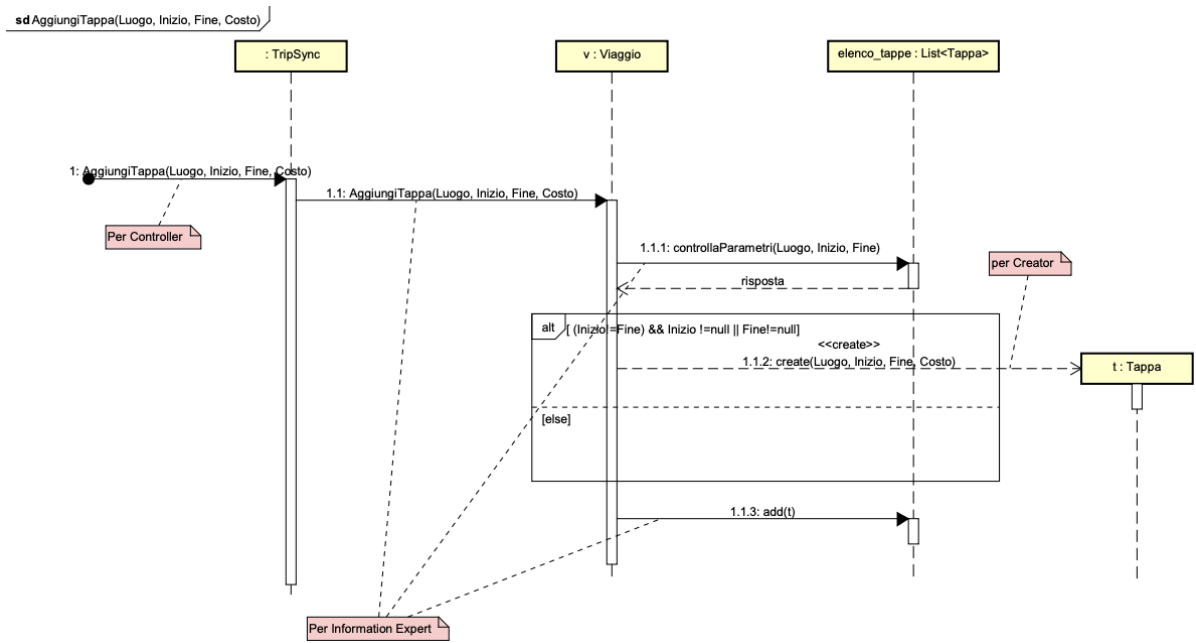 sd AggiungiTappa(Luogo, Inizio, Fine, Costo)
: TripSync
v : Viaggio
elenco_tappe : List<Tappa>
1: AggiungiTappa(Luogo, Inizio, Fine, Costo)
1.1: AggiungiTappa(Luogo, Inizio, Fine, Costo)
Per Controller
1.1.1: controllaParametri(Luogo, Inizio, Fine)
per Creator
risposta
alt
[ (Inizio!=Fine) && Inizio !=null || Fine!=null]
<<create>>
1.1.2: create(Luogo, Inizio, Fine, Costo)
t : Tappa
[else]
1.1.3: add(t)
Per Information Expert